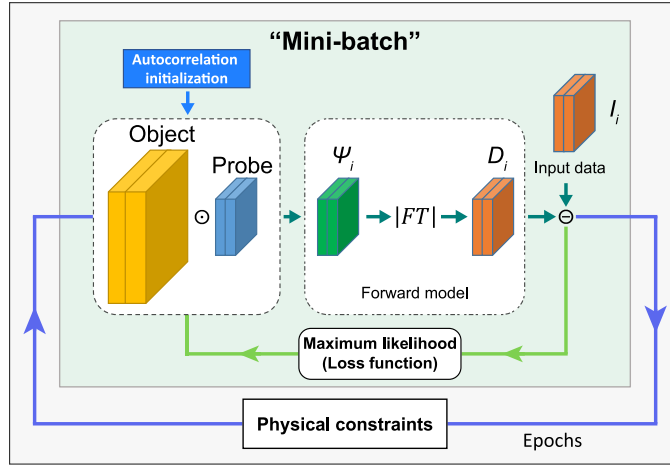 “Mini-batch”
Autocorrelation
initialization
Object
Probe
⊙
Ψi
|FT|
Di
Ii
Input data
⊖
Forward model
Maximum likelihood
(Loss function)
Physical constraints
Epochs